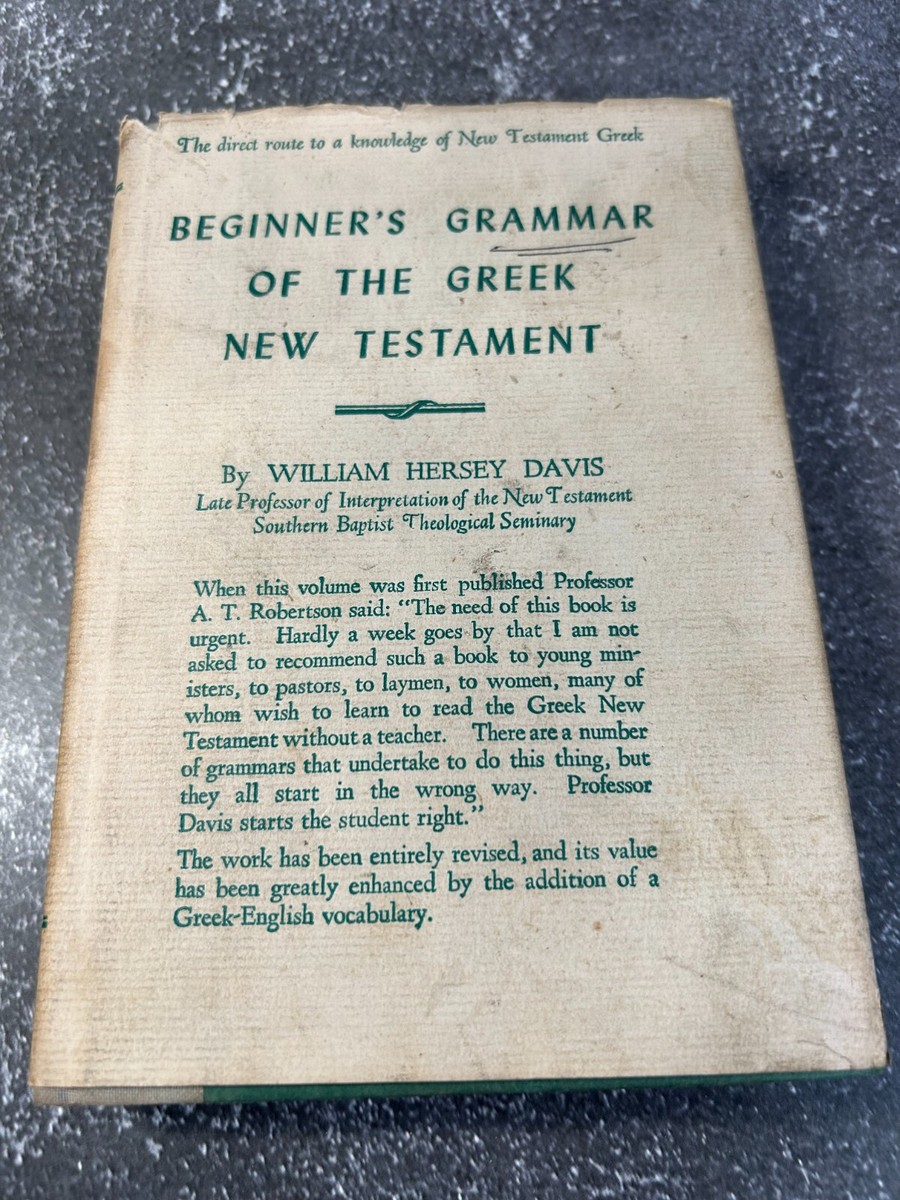 The direct route to a knowledge of New Testament Greek
BEGINNER'S GRAMMAR
OF THE GREEK
NEW TESTAMENT
By WILLIAM HERSEY DAVIS
Late Professor of Interpretation of the New Testament
Southern Baptist Theological Seminary
When this volume was first published Professor
A. T. Robertson said: "The need of this book is
urgent. Hardly a week goes by that I am not
asked to recommend such a book to young min-
isters, to pastors, to laymen, to women, many of
whom wish to learn to read the Greek New
Testament without a teacher. There are a number
of grammars that undertake to do this thing, but
they all start in the wrong way. Professor
Davis starts the student right."
The work has been entirely revised, and its value
has been greatly enhanced by the addition of a
Greek-English vocabulary.